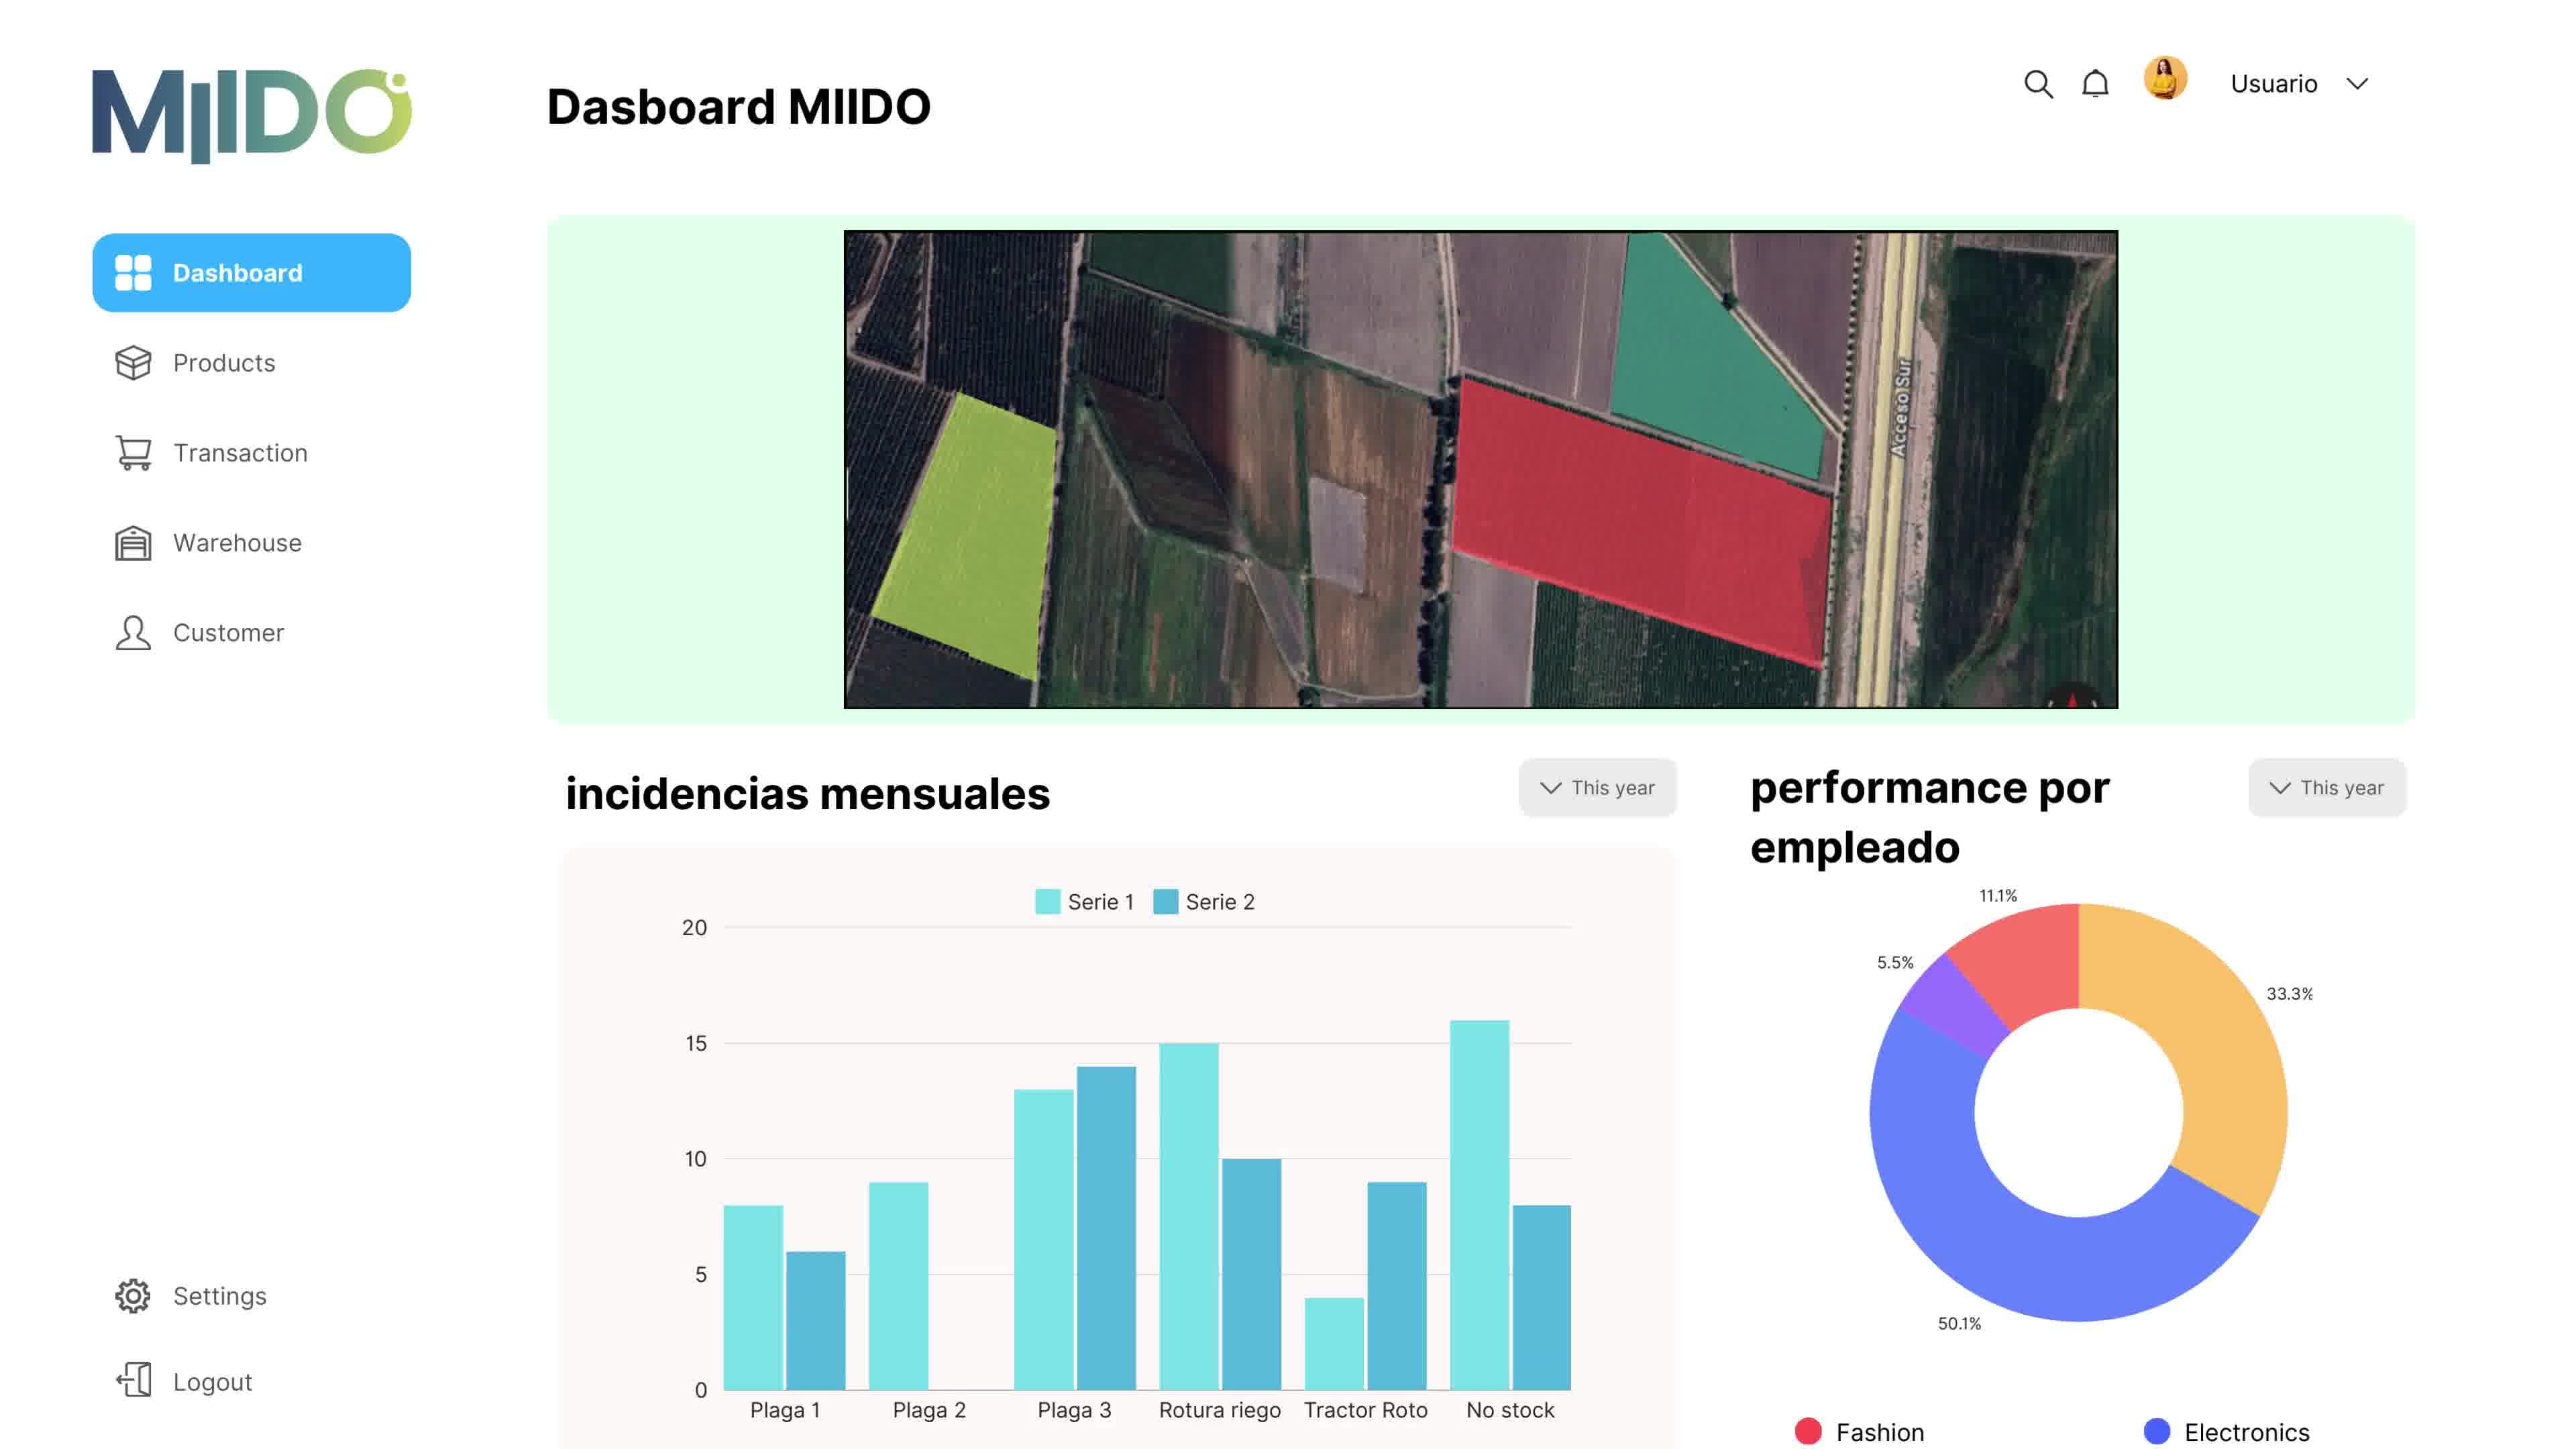 MIIDO
Dasboard MIIDO
Usuario
Dashboard
Products
Transaction
Warehouse
Customer
Settings
Logout
Acceso Sur
incidencias mensuales
This year
Serie 1 Serie 2
20
15
10
5
0
Plaga 1 Plaga 2 Plaga 3 Rotura riego Tractor Roto No stock
performance por
empleado
This year
11.1%
5.5%
33.3%
50.1%
Fashion Electronics